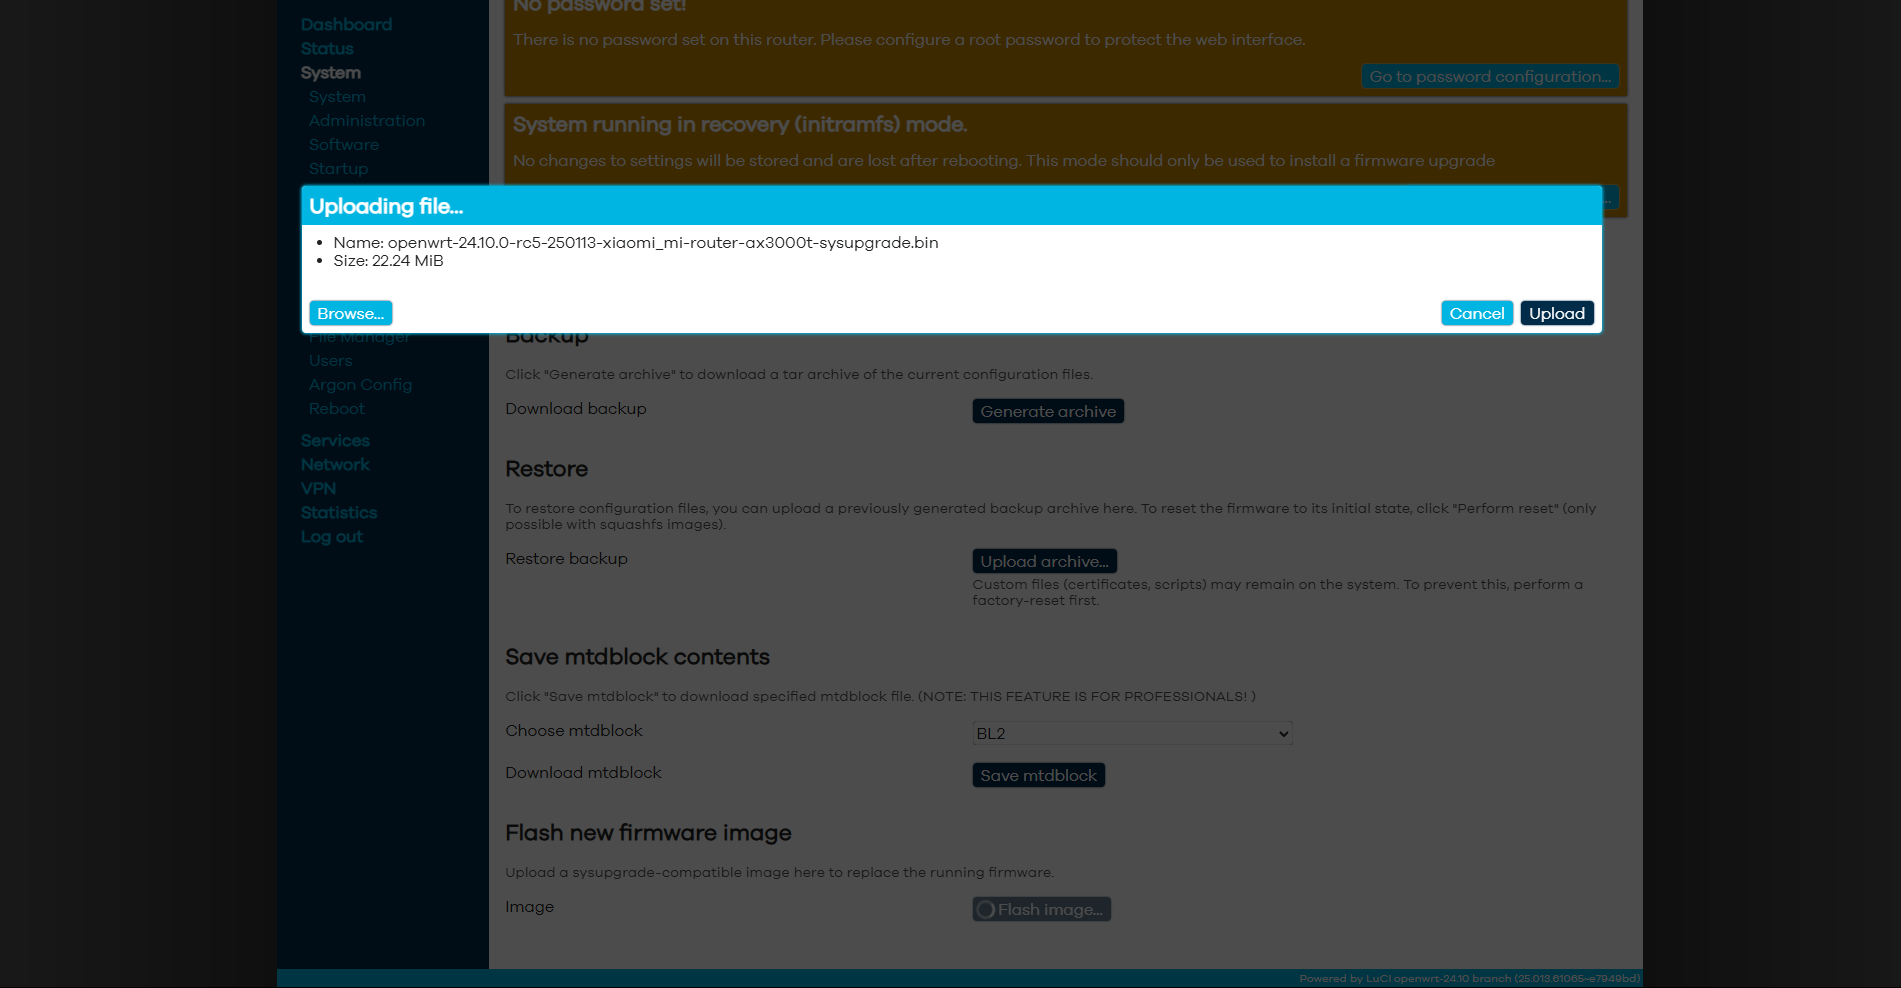 Dashboard
Status
System
System
Administration
Software
Startup
File Manager
Users
Argon Config
Reboot
Services
Network
VPN
Statistics
Log out
No password set!
There is no password set on this router. Please configure a root password to protect the web interface.
Go to password configuration...
System running in recovery (initramfs) mode.
No changes to settings will be stored and are lost after rebooting. This mode should only be used to install a firmware upgrade
...
Uploading file...
• Name: openwrt-24.10.0-rc5-250113-xiaomi_mi-router-ax3000t-sysupgrade.bin
• Size: 22.24 MiB
Browse...
Cancel
Upload
Backup
Click "Generate archive" to download a tar archive of the current configuration files.
Download backup
Generate archive
Restore
To restore configuration files, you can upload a previously generated backup archive here. To reset the firmware to its initial state, click "Perform reset" (only
possible with squashfs images).
Restore backup
Upload archive...
Custom files (certificates, scripts) may remain on the system. To prevent this, perform a
factory-reset first.
Save mtdblock contents
Click "Save mtdblock" to download specified mtdblock file. (NOTE: THIS FEATURE IS FOR PROFESSIONALS! )
Choose mtdblock
BL2
Download mtdblock
Save mtdblock
Flash new firmware image
Upload a sysupgrade-compatible image here to replace the running firmware.
Image
Flash image...
Powered by LuCI openwrt-24.10 branch (25.013.61065~e7949bd)